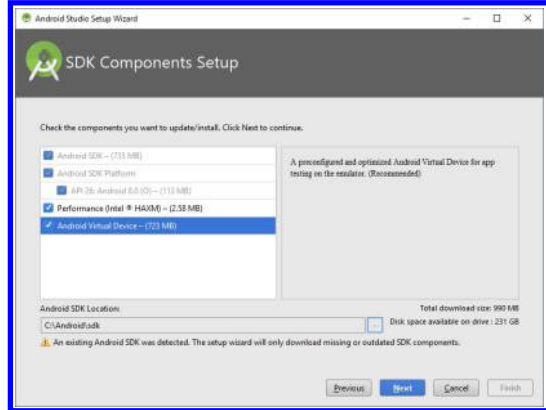 Android Studio Setup Wizard
SDK Components Setup
Check the components you want to update/install. Click Next to continue.
Android SDK – (733 MB)
Android SDK Platform
API 26: Android 8.0 (O) – (113 MB)
Performance (Intel ® HAXM) – (2.58 MB)
Android Virtual Device – (723 MB)
A preconfigured and optimized Android Virtual Device for app
testing on the emulator. (Recommended)
Android SDK Location:
C:\Android\sdk
...
Total download size: 990 MB
Disk space available on drive : 231 GB
An existing Android SDK was detected. The setup wizard will only download missing or outdated SDK components.
Previous
Next
Cancel
Finish